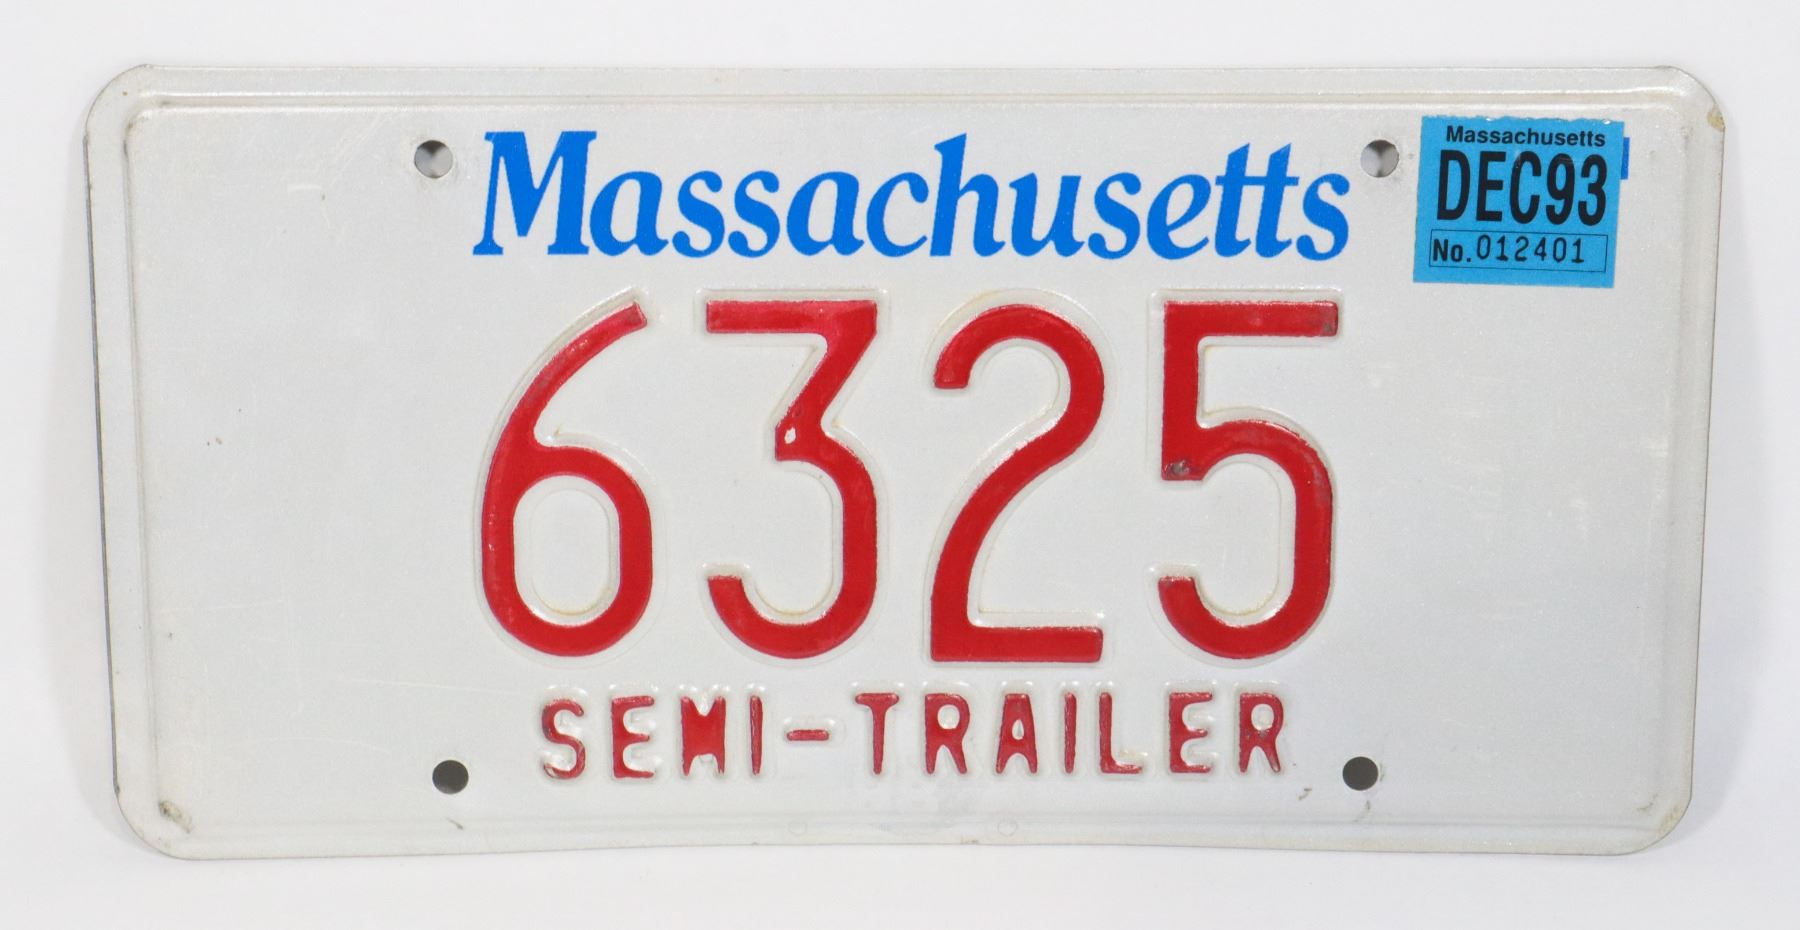 Massachusetts
Massachusetts
DEC93
No. 012401
6325
SEMI-TRAILER